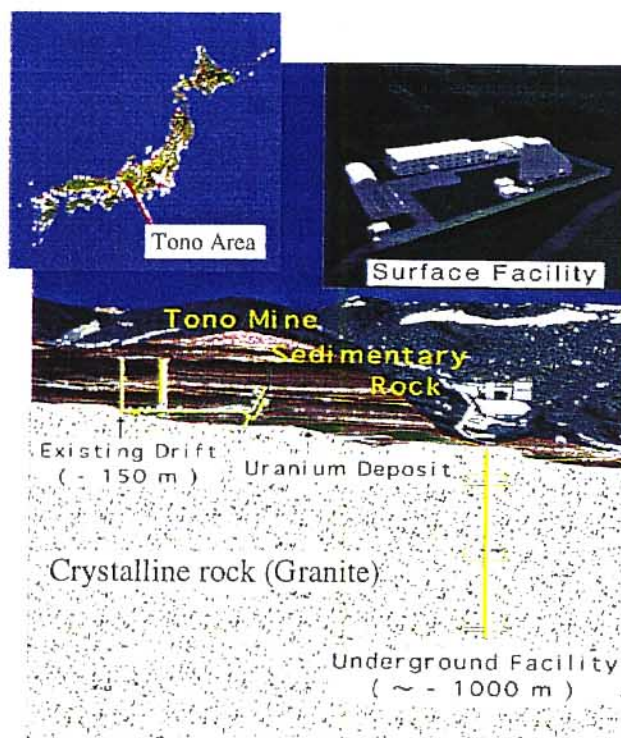 Tono Area
Surface Facility
Tono Mine
Sedimentary
Rock
Existing Drift
( - 150 m )
Uranium Deposit
Crystalline rock (Granite)
Underground Facility
( ~ - 1000 m )